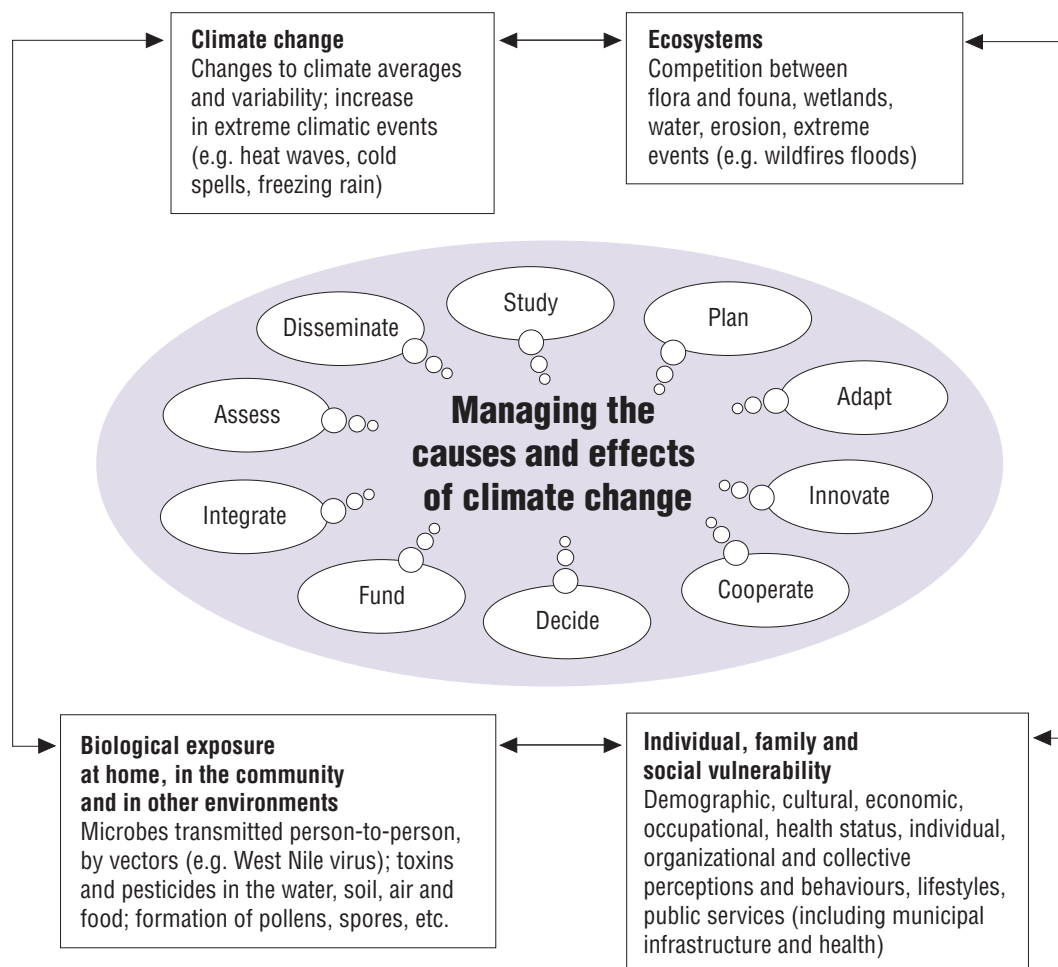 Climate change
Changes to climate averages
and variability; increase
in extreme climatic events
(e.g. heat waves, cold
spells, freezing rain)
Ecosystems
Competition between
flora and founa, wetlands,
water, erosion, extreme
events (e.g. wildfires floods)
Study
Plan
Disseminate
Adapt
Assess
Managing the
causes and effects
of climate change
Innovate
Integrate
Cooperate
Fund
Decide
Biological exposure
at home, in the community
and in other environments
Microbes transmitted person-to-person,
by vectors (e.g. West Nile virus); toxins
and pesticides in the water, soil, air and
food; formation of pollens, spores, etc.
Individual, family and
social vulnerability
Demographic, cultural, economic,
occupational, health status, individual,
organizational and collective
perceptions and behaviours, lifestyles,
public services (including municipal
infrastructure and health)